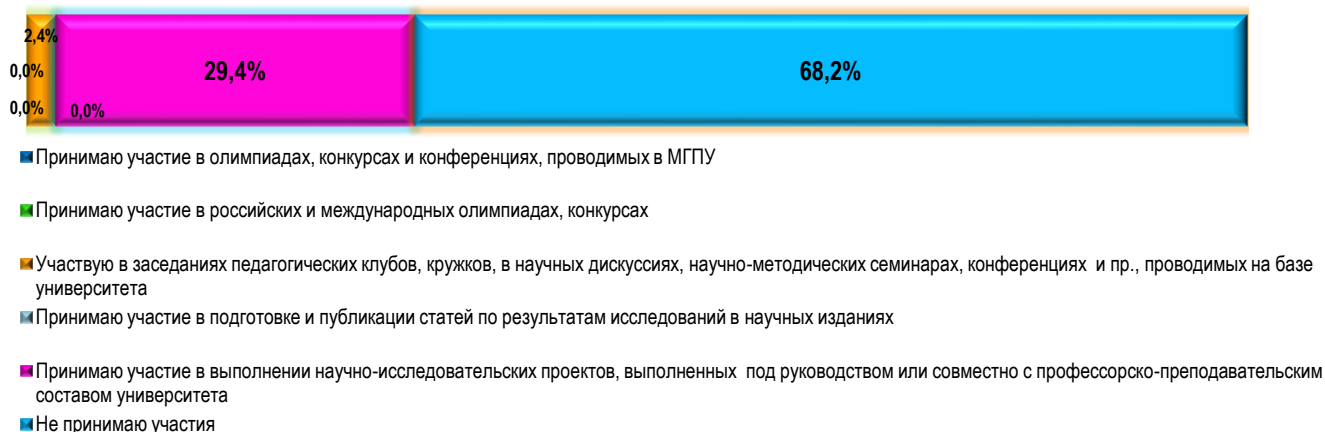 2,4%
0,0%
29,4%
68,2%
0,0%
0,0%
Принимаю участие в олимпиадах, конкурсах и конференциях, проводимых в МГПУ
Принимаю участие в российских и международных олимпиадах, конкурсах
Участвую в заседаниях педагогических клубов, кружков, в научных дискуссиях, научно-методических семинарах, конференциях и пр., проводимых на базе
университета
Принимаю участие в подготовке и публикации статей по результатам исследований в научных изданиях
Принимаю участие в выполнении научно-исследовательских проектов, выполненных под руководством или совместно с профессорско-преподавательским
составом университета
Не принимаю участия